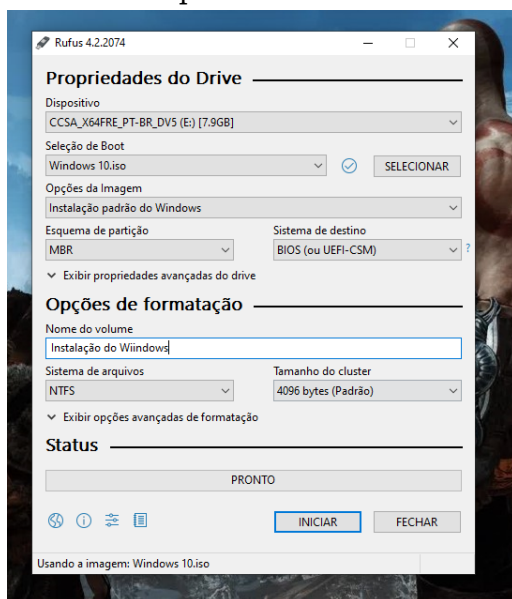 Rufus 4.2.2074
Propriedades do Drive
Dispositivo
CCSA_X64FRE_PT-BR_DV5 (E:) [7.9GB]
Seleção de Boot
Windows 10.iso SELECIONAR
Opções da Imagem
Instalação padrão do Windows
Esquema de partição Sistema de destino
MBR BIOS (ou UEFI-CSM) ?
Exibir propriedades avançadas do drive
Opções de formatação
Nome do volume
Instalação do Wiindows
Sistema de arquivos Tamanho do cluster
NTFS 4096 bytes (Padrão)
Exibir opções avançadas de formatação
Status
PRONTO
INICIAR FECHAR
Usando a imagem: Windows 10.iso